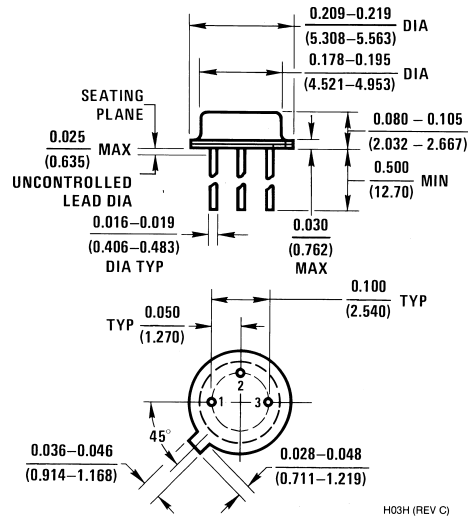 0.209–0.219 DIA
(5.308–5.563)
0.178–0.195 DIA
(4.521–4.953)
SEATING
PLANE
0.080 – 0.105
(2.032 – 2.667)
0.025 MAX
(0.635)
0.500 MIN
(12.70)
UNCONTROLLED
LEAD DIA
0.016–0.019
(0.406–0.483)
DIA TYP
0.030
(0.762)
MAX
0.100 TYP
(2.540)
TYP 0.050
(1.270)
2
1 3
45°
0.036–0.046
(0.914–1.168)
0.028–0.048
(0.711–1.219)
H03H (REV C)